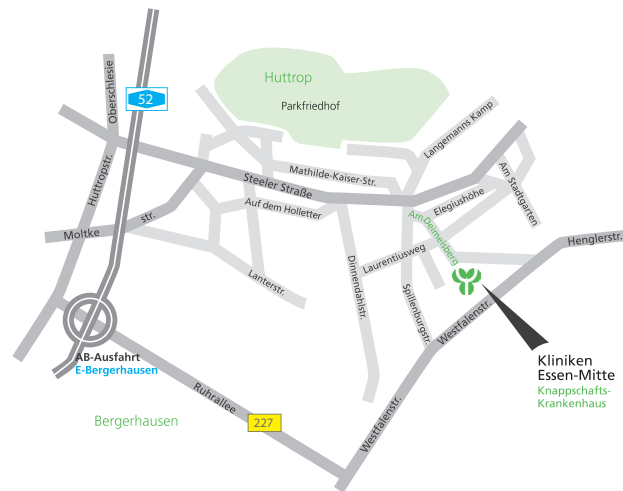 Oberschlesie
52
Huttrop
Parkfriedhof
Langemanns Kamp
Huttropstr.
Mathilde-Kaiser-Str.
Steeler Straße
Am Stadtgarten
Elegiushöhe
Auf dem Holletter
Am Deimelsberg
Moltke
str.
Henglerstr.
Laurentiusweg
Lanterstr.
Dinnendahlstr.
Spillenburgstr.
Westfalenstr.
AB-Ausfahrt
E-Bergerhausen
Kliniken
Essen-Mitte
Knappschafts-
Krankenhaus
Ruhrallee
Bergerhausen
227
Westfalenstr.